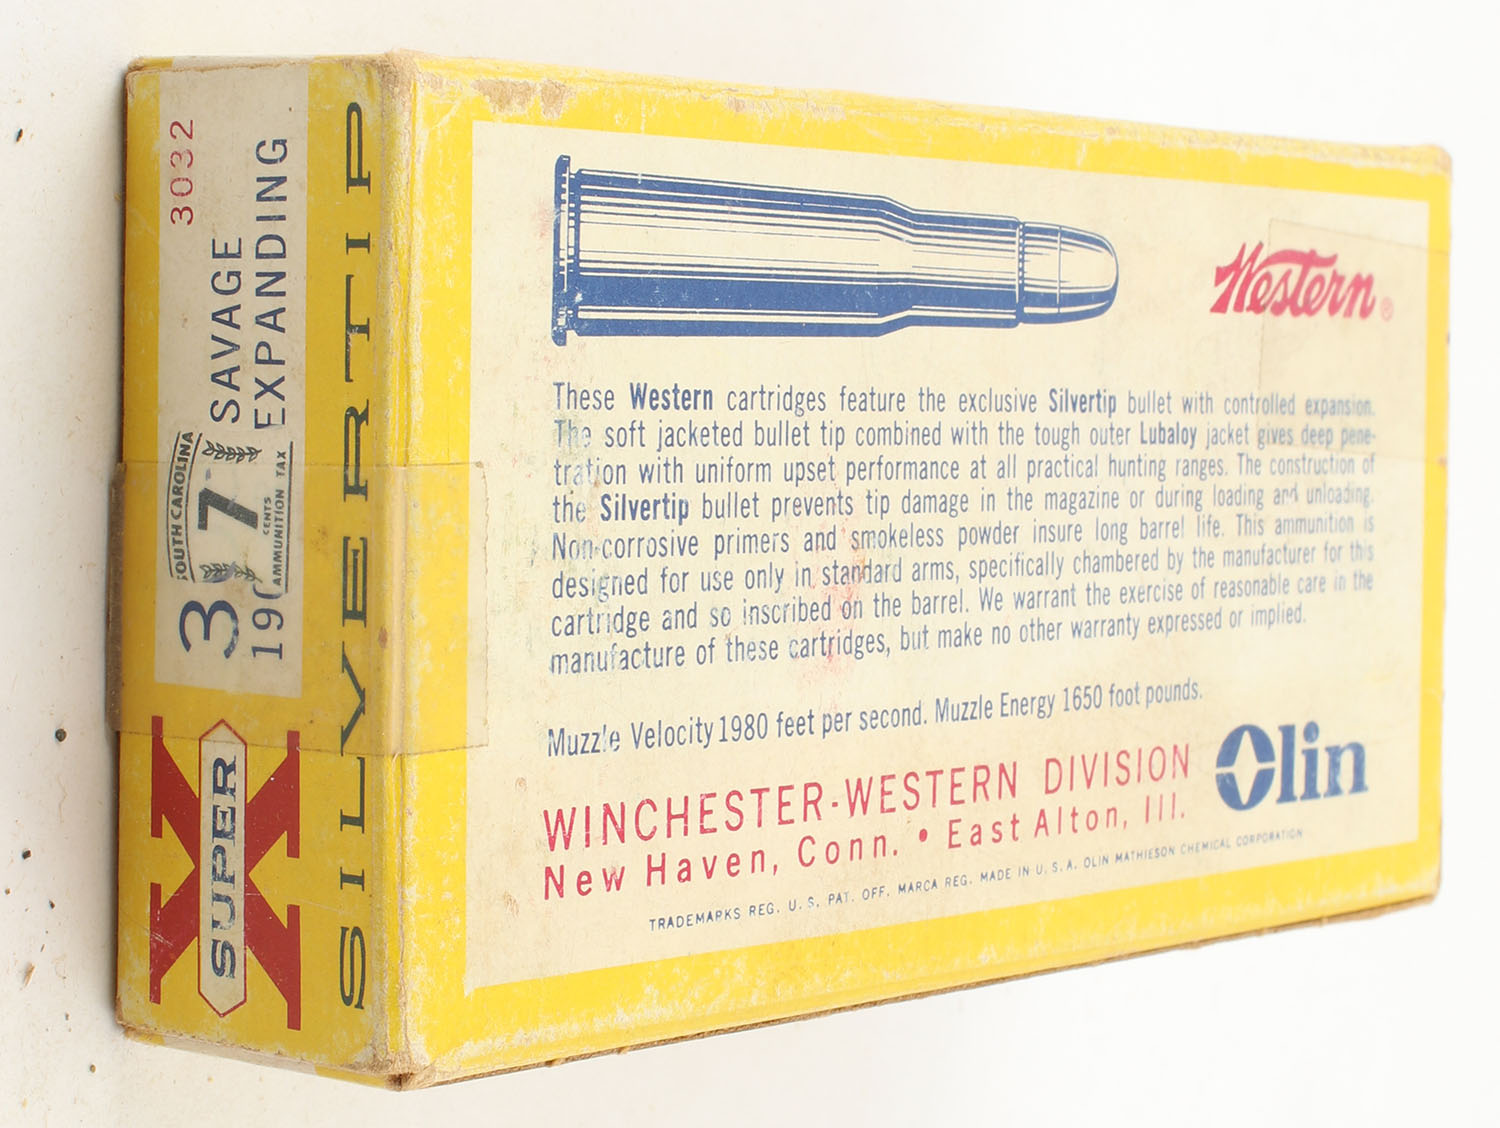 3032
3 SAVAGE
190 EXPANDING
SOUTH CAROLINA
7
CENTS
AMMUNITION TAX
SUPER X
SILVERTIP
Western®
These Western cartridges feature the exclusive Silvertip bullet with controlled expansion.
The soft jacketed bullet tip combined with the tough outer Lubaloy jacket gives deep pene-
tration with uniform upset performance at all practical hunting ranges. The construction of
the Silvertip bullet prevents tip damage in the magazine or during loading and unloading.
Non-corrosive primers and smokeless powder insure long barrel life. This ammunition is
designed for use only in standard arms, specifically chambered by the manufacturer for this
cartridge and so inscribed on the barrel. We warrant the exercise of reasonable care in the
manufacture of these cartridges, but make no other warranty expressed or implied.
Muzzle Velocity 1980 feet per second. Muzzle Energy 1650 foot pounds.
WINCHESTER-WESTERN DIVISION
New Haven, Conn. • East Alton, Ill.
Olin
TRADEMARKS REG. U. S. PAT. OFF. MARCA REG. MADE IN U. S. A. OLIN MATHIESON CHEMICAL CORPORATION